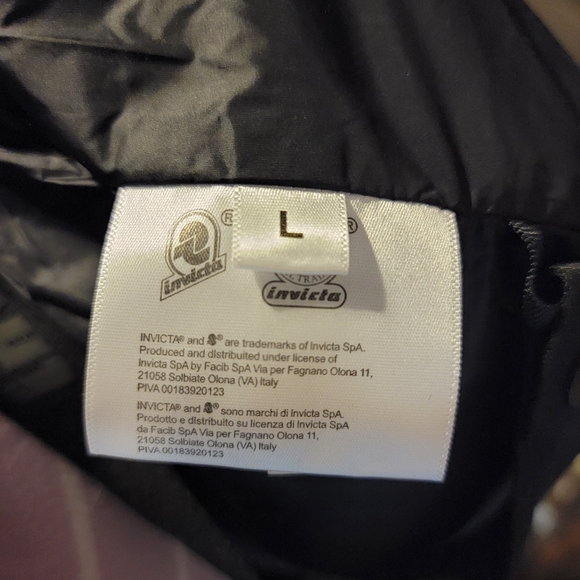 L
R
R
invicta
TRAI
invicta
INVICTA® and ® are trademarks of Invicta SpA.
Produced and distributed under license of
Invicta SpA by Facib SpA Via per Fagnano Olona 11,
21058 Solbiate Olona (VA) Italy
PIVA 00183920123
INVICTA® and ® sono marchi di Invicta SpA.
Prodotto e distribuito su licenza di Invicta SpA
da Facib SpA Via per Fagnano Olona 11,
21058 Solbiate Olona (VA) Italy
PIVA 00183920123